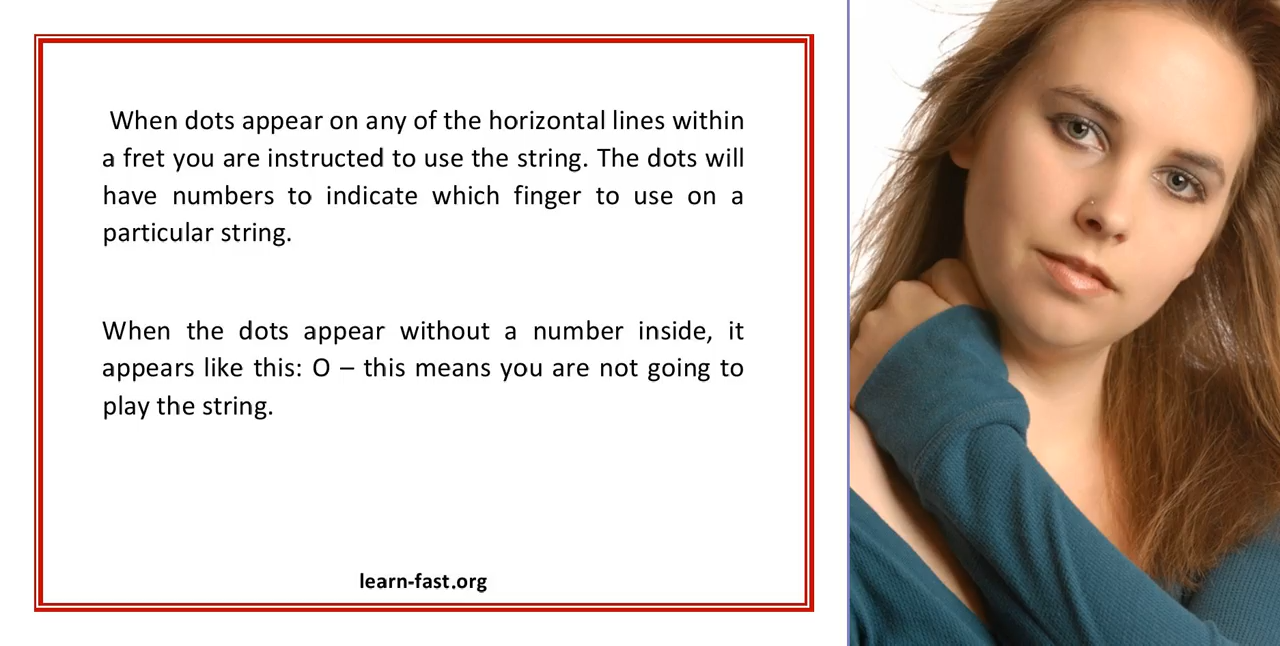 When dots appear on any of the horizontal lines within
a fret you are instructed to use the string. The dots will
have numbers to indicate which finger to use on a
particular string.
When the dots appear without a number inside, it
appears like this: O – this means you are not going to
play the string.
learn-fast.org